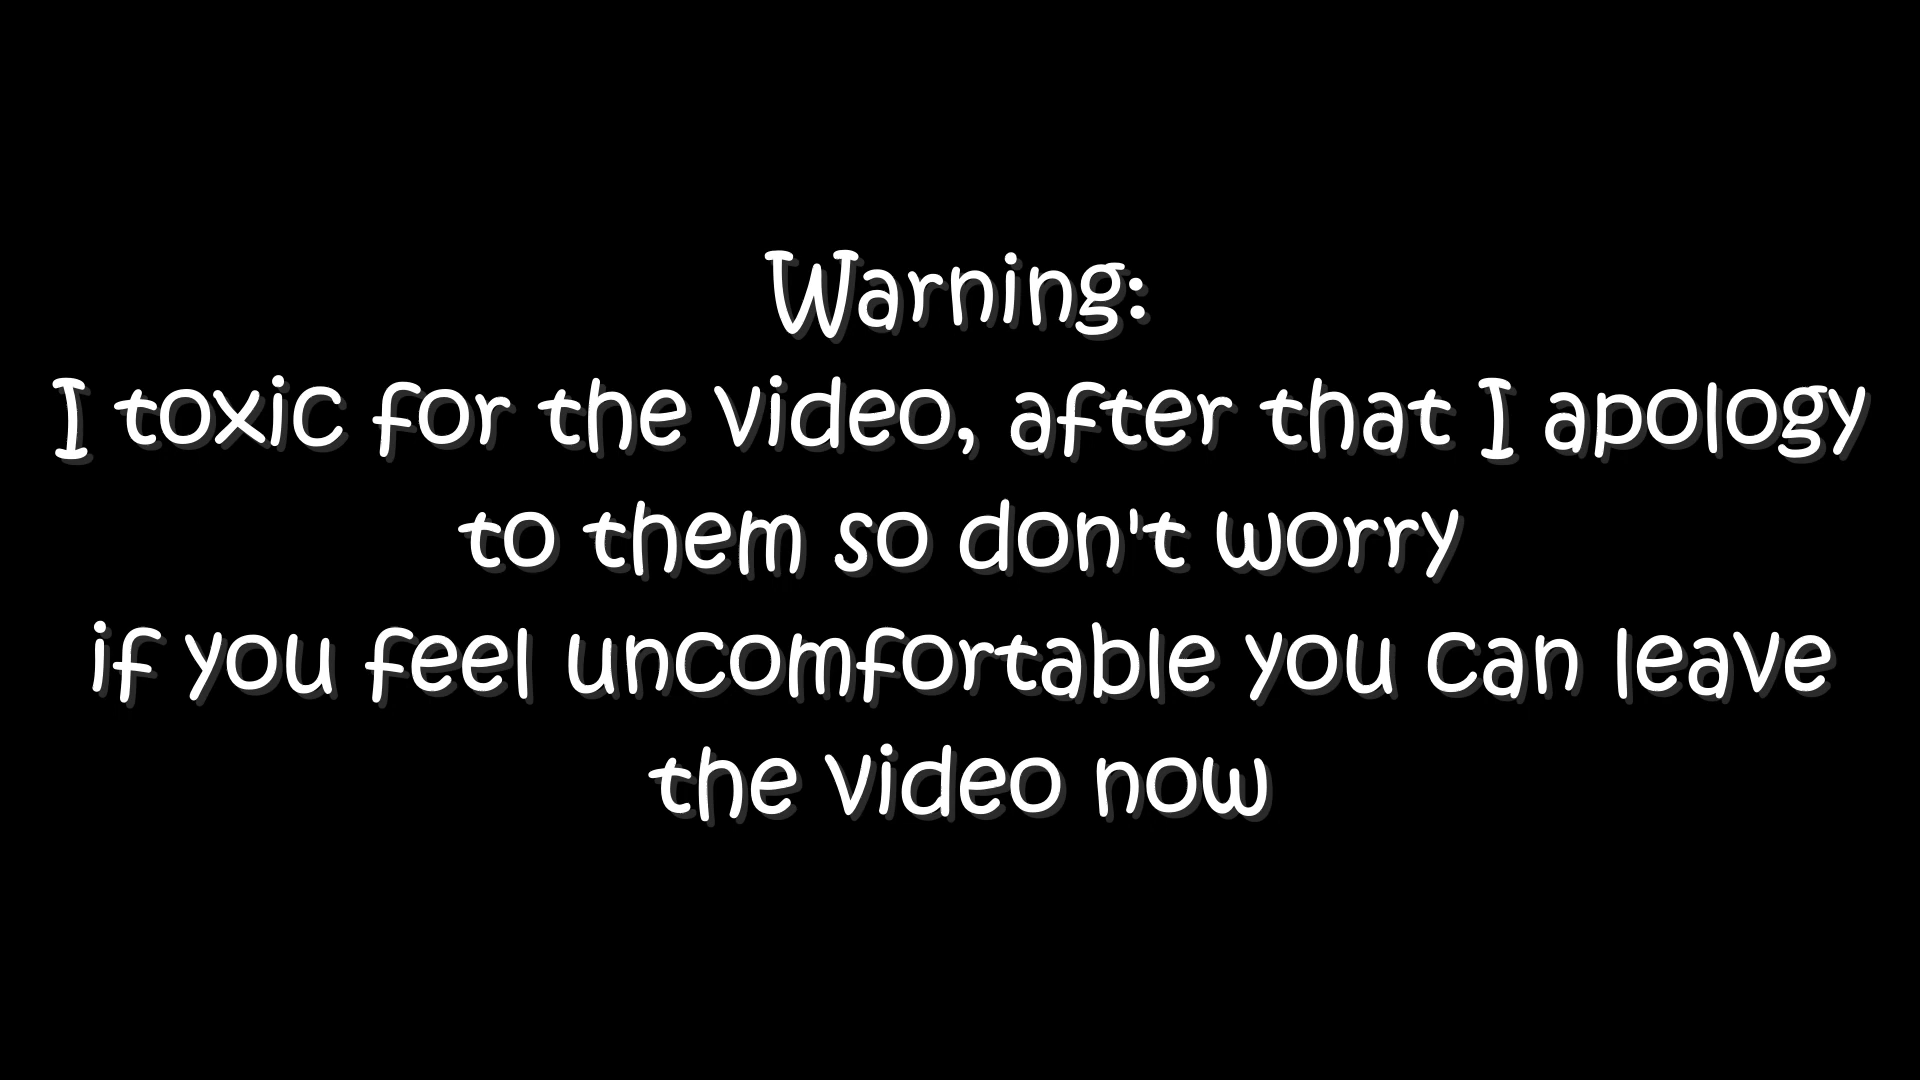 Warning:
I toxic for the video, after that I apology
to them so don't worry
if you feel uncomfortable you can leave
the video now